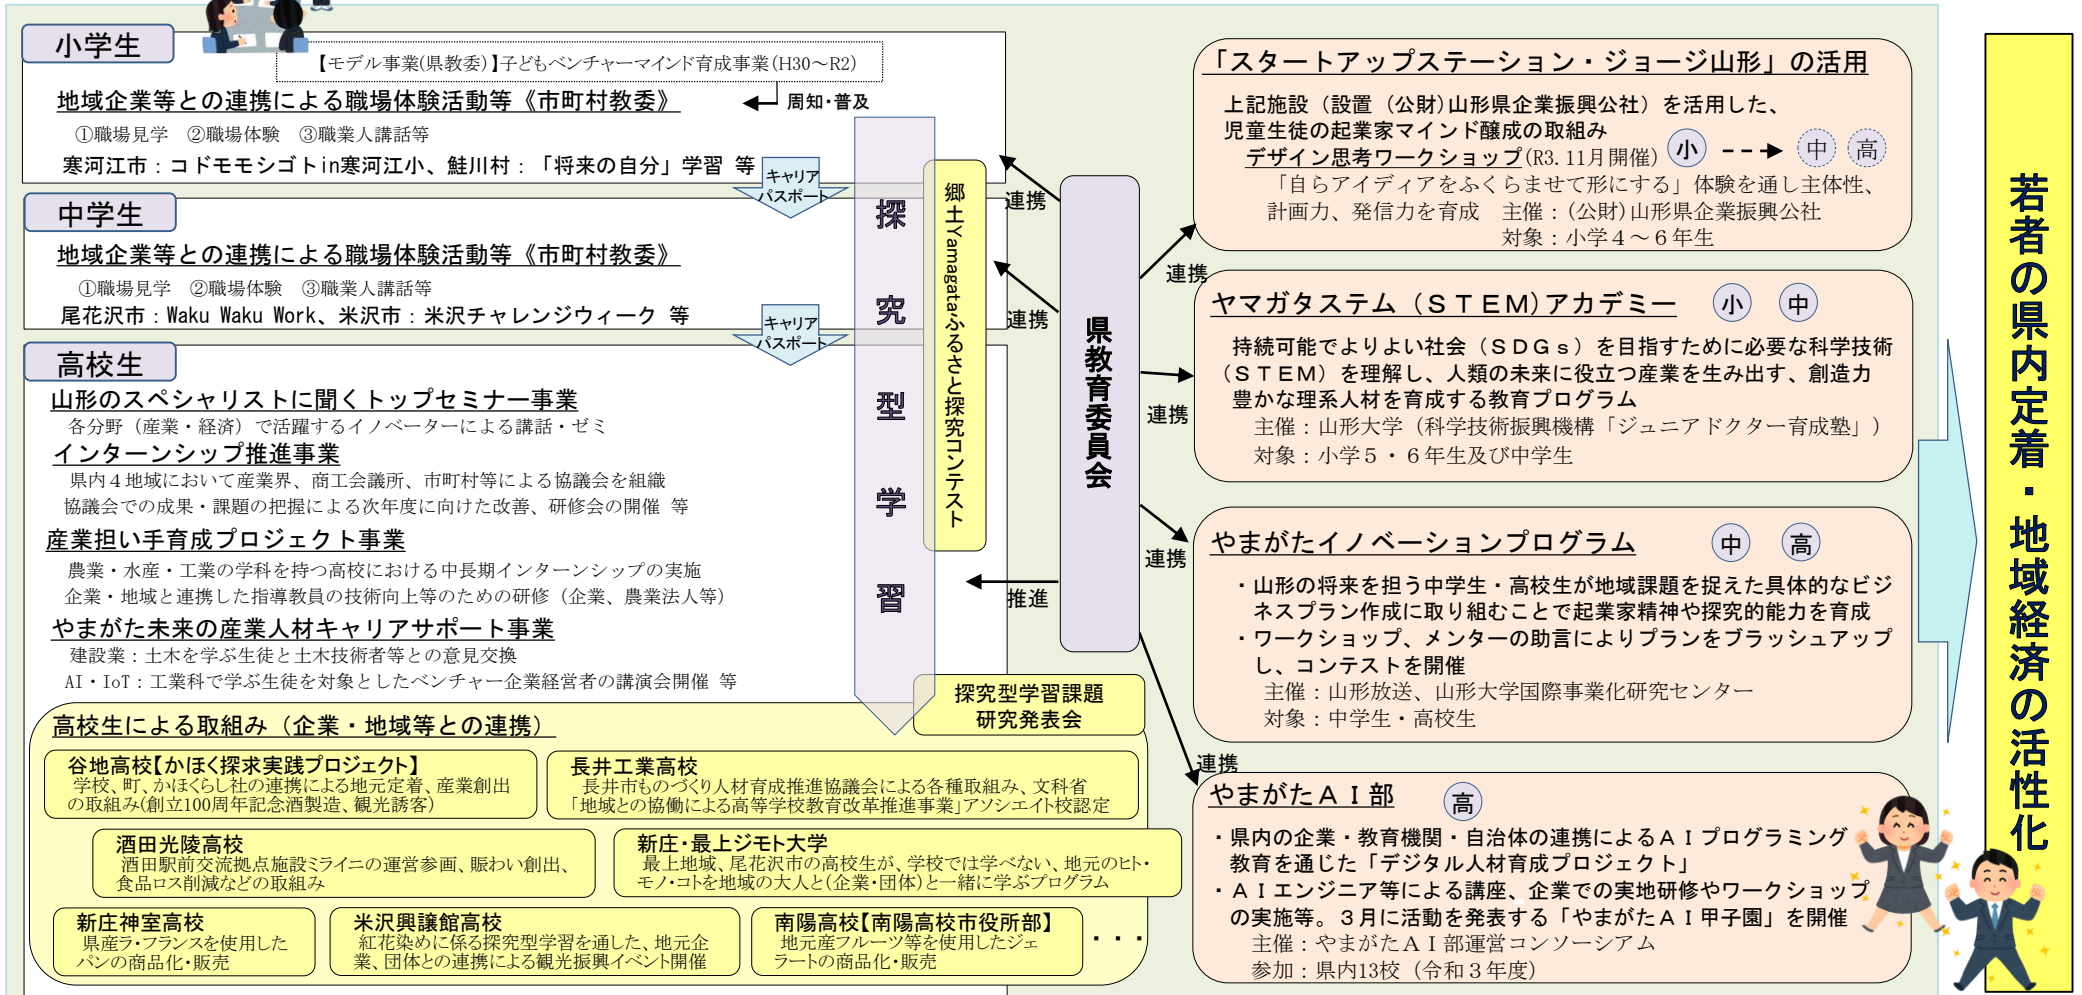 小学生
【モデル事業(県教委)】子どもベンチャーマインド育成事業(H30～R2)
地域企業等との連携による職場体験活動等《市町村教委》
周知・普及
①職場見学　②職場体験　③職業人講話等
寒河江市：コドモモシゴトin寒河江小、鮭川村：「将来の自分」学習 等
キャリア
パスポート
中学生
地域企業等との連携による職場体験活動等《市町村教委》
①職場見学　②職場体験　③職業人講話等
尾花沢市：Waku Waku Work、米沢市：米沢チャレンジウィーク 等
キャリア
パスポート
高校生
山形のスペシャリストに聞くトップセミナー事業
各分野（産業・経済）で活躍するイノベーターによる講話・ゼミ
インターンシップ推進事業
県内４地域において産業界、商工会議所、市町村等による協議会を組織
協議会での成果・課題の把握による次年度に向けた改善、研修会の開催 等
産業担い手育成プロジェクト事業
農業・水産・工業の学科を持つ高校における中長期インターンシップの実施
企業・地域と連携した指導教員の技術向上等のための研修（企業、農業法人等）
やまがた未来の産業人材キャリアサポート事業
建設業：土木を学ぶ生徒と土木技術者等との意見交換
AI・IoT：工業科で学ぶ生徒を対象としたベンチャー企業経営者の講演会開催 等
探究型学習
郷土Yamagataふるさと探究コンテスト
探究型学習課題
研究発表会
高校生による取組み（企業・地域等との連携）
谷地高校【かほく探求実践プロジェクト】
学校、町、かほくらし社の連携による地元定着、産業創出
の取組み(創立100周年記念酒製造、観光誘客）
長井工業高校
長井市ものづくり人材育成推進協議会による各種取組み、文科省
「地域との協働による高等学校教育改革推進事業」アソシエイト校認定
酒田光陵高校
酒田駅前交流拠点施設ミライニの運営参画、賑わい創出、
食品ロス削減などの取組み
新庄・最上ジモト大学
最上地域、尾花沢市の高校生が、学校では学べない、地元のヒト・
モノ・コトを地域の大人と(企業・団体)と一緒に学ぶプログラム
新庄神室高校
県産ラ・フランスを使用した
パンの商品化・販売
米沢興譲館高校
紅花染めに係る探究型学習を通した、地元企
業、団体との連携による観光振興イベント開催
南陽高校【南陽高校市役所部】
地元産フルーツ等を使用したジェ
ラートの商品化・販売
・・・
県教育委員会
連携
連携
推進
連携
連携
連携
連携
「スタートアップステーション・ジョージ山形」の活用
上記施設（設置（公財)山形県企業振興公社）を活用した、
児童生徒の起業家マインド醸成の取組み
デザイン思考ワークショップ(R3.11月開催)
小 中 高
「自らアイディアをふくらませて形にする」体験を通し主体性、
計画力、発信力を育成　主催：(公財)山形県企業振興公社
対象：小学４～６年生
ヤマガタステム（ＳＴＥＭ)アカデミー 小 中
持続可能でよりよい社会（ＳＤＧｓ）を目指すために必要な科学技術
（ＳＴＥＭ）を理解し、人類の未来に役立つ産業を生み出す、創造力
豊かな理系人材を育成する教育プログラム
主催：山形大学（科学技術振興機構「ジュニアドクター育成塾」）
対象：小学５・６年生及び中学生
やまがたイノベーションプログラム 中 高
・山形の将来を担う中学生・高校生が地域課題を捉えた具体的なビジ
ネスプラン作成に取り組むことで起業家精神や探究的能力を育成
・ワークショップ、メンターの助言によりプランをブラッシュアップ
し、コンテストを開催
主催：山形放送、山形大学国際事業化研究センター
対象：中学生・高校生
やまがたＡＩ部 高
・県内の企業・教育機関・自治体の連携によるＡＩプログラミング
教育を通じた「デジタル人材育成プロジェクト」
・ＡＩエンジニア等による講座、企業での実地研修やワークショップ
の実施等。３月に活動を発表する「やまがたＡＩ甲子園」を開催
主催：やまがたＡＩ部運営コンソーシアム
参加：県内13校（令和３年度）
若者の県内定着・地域経済の活性化